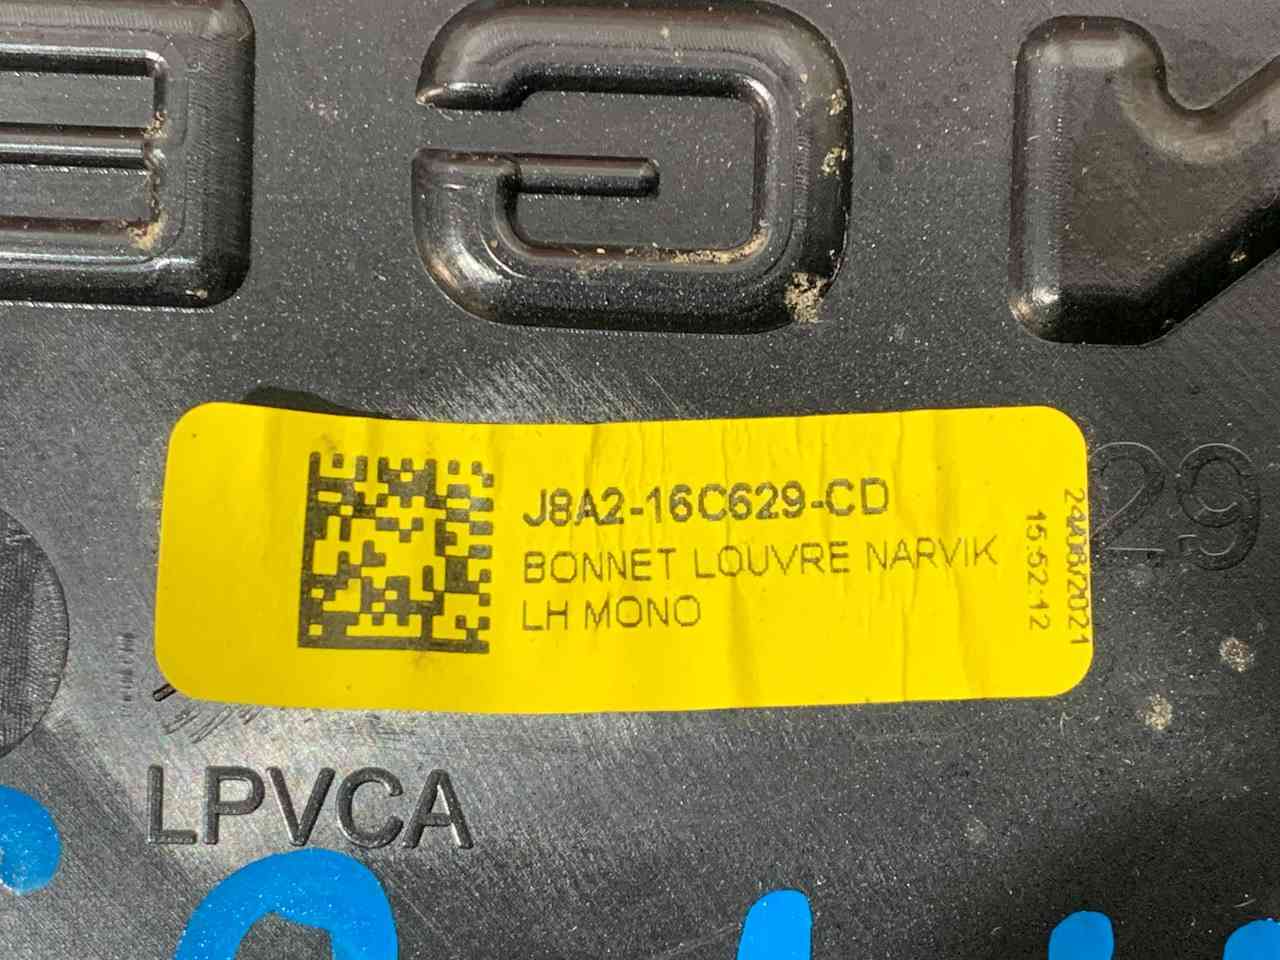 J8A2-16C629-CD
BONNET LOUVRE NARVIK
LH MONO
24/08/2021
15:52:12
29
LPVCA